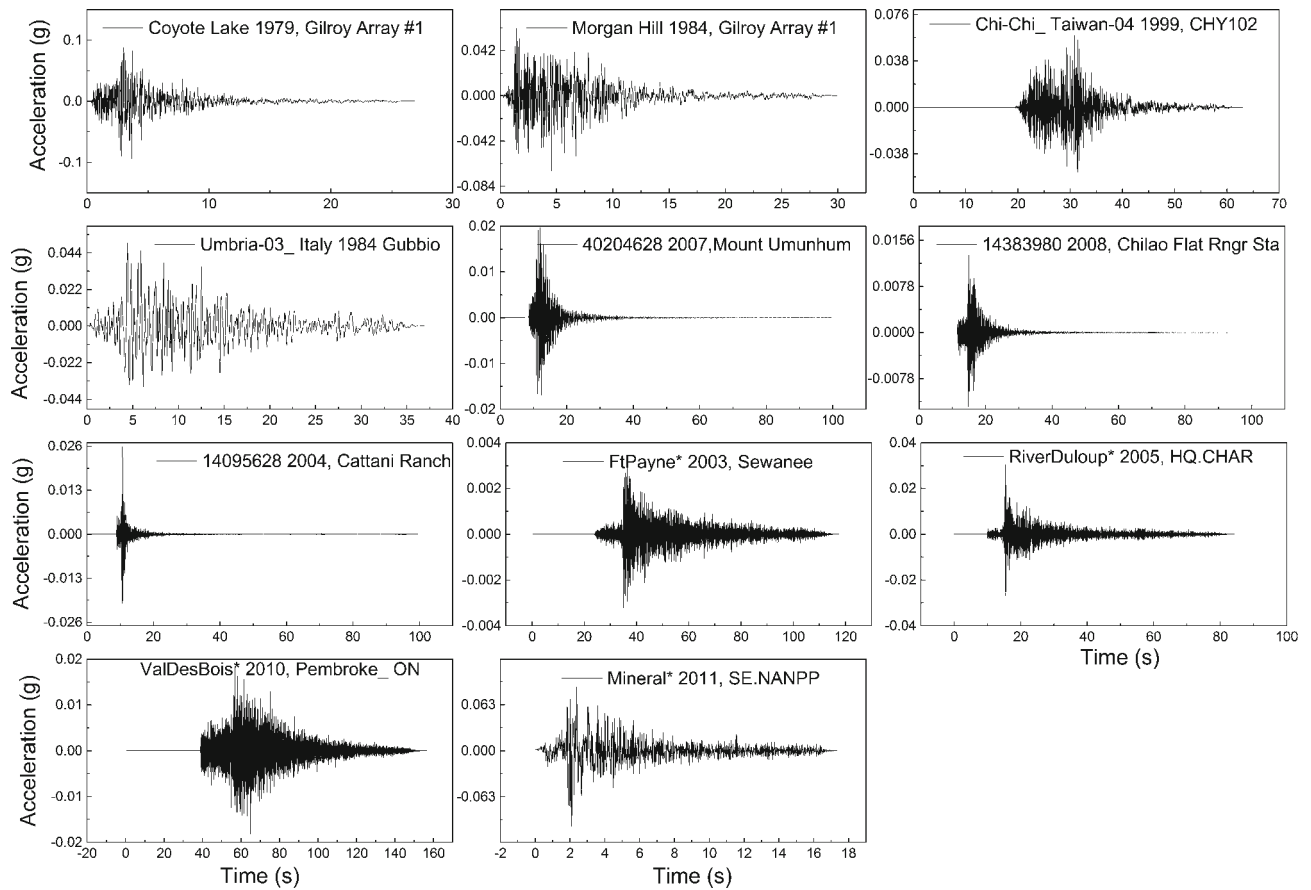 Coyote Lake 1979, Gilroy Array #1
Acceleration (g)
0.1
0.0
-0.1
0 10 20 30
Morgan Hill 1984, Gilroy Array #1
0.042
0.000
-0.042
-0.084
0 5 10 15 20 25 30
Chi-Chi_ Taiwan-04 1999, CHY102
0.076
0.038
0.000
-0.038
0 10 20 30 40 50 60 70
Umbria-03_ Italy 1984 Gubbio
Acceleration (g)
0.044
0.022
0.000
-0.022
-0.044
0 5 10 15 20 25 30 35 40
40204628 2007,Mount Umunhum
0.02
0.01
0.00
-0.01
-0.02
0 20 40 60 80 100
14383980 2008, Chilao Flat Rngr Sta
0.0156
0.0078
0.0000
-0.0078
0 20 40 60 80 100
14095628 2004, Cattani Ranch
Acceleration (g)
0.026
0.013
0.000
-0.013
-0.026
0 20 40 60 80 100
FtPayne* 2003, Sewanee
0.004
0.002
0.000
-0.002
-0.004
0 20 40 60 80 100 120
RiverDuloup* 2005, HQ.CHAR
0.04
0.02
0.00
-0.02
-0.04
0 20 40 60 80 100
Time (s)
ValDesBois* 2010, Pembroke_ ON
Acceleration (g)
0.02
0.01
0.00
-0.01
-0.02
-20 0 20 40 60 80 100 120 140 160
Time (s)
Mineral* 2011, SE.NANPP
0.063
0.000
-0.063
0 2 4 6 8 10 12 14 16 18
Time (s)